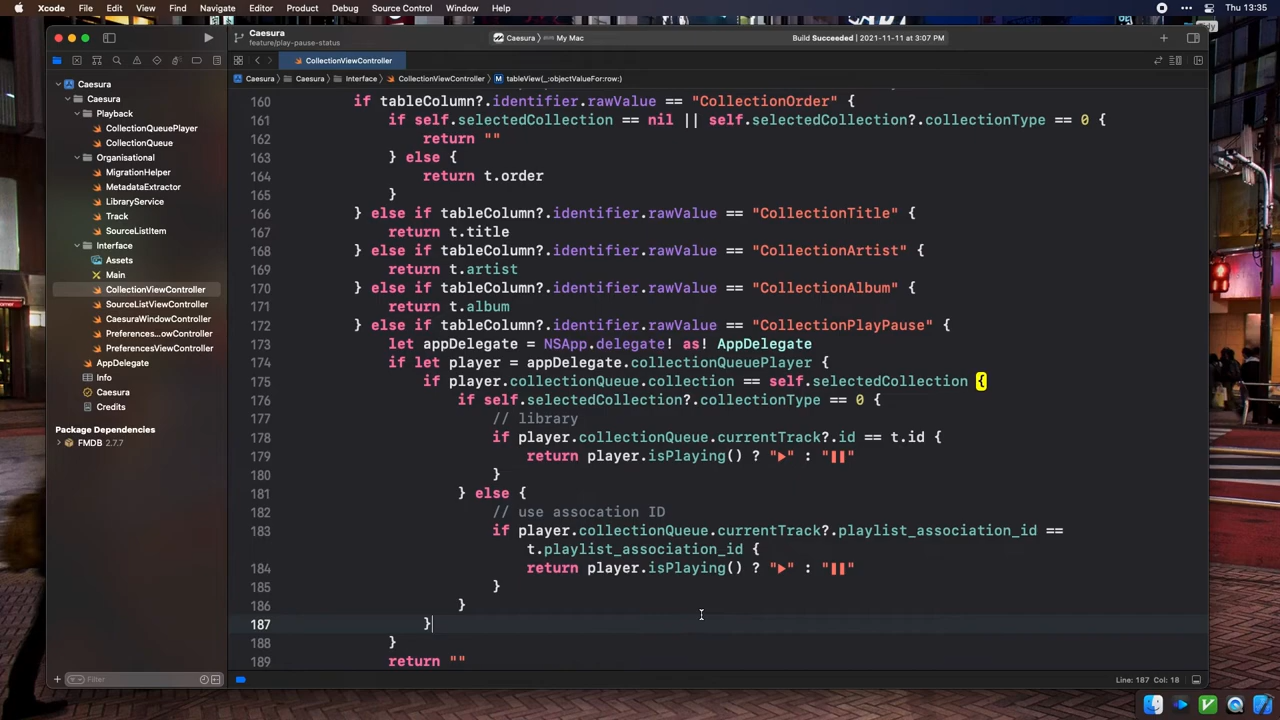 Xcode File Edit View Find Navigate Editor Product Debug Source Control Window Help Thu 13:35
Caesura
feature/play-pause-status
Caesura My Mac
Build Succeeded | 2021-11-11 at 3:07 PM
CollectionViewController
Caesura Caesura Interface CollectionViewController M tableView(_:objectValueFor:row:)
Caesura
Caesura
Playback
CollectionQueuePlayer
CollectionQueue
Organisational
MigrationHelper
MetadataExtractor
LibraryService
Track
SourceListItem
Interface
Assets
Main
CollectionViewController
SourceListViewController
CaesuraWindowController
Preferences...owController
PreferencesViewController
AppDelegate
Info
Caesura
Credits
Package Dependencies
FMDB 2.7.7
Filter
160 if tableColumn?.identifier.rawValue == "CollectionOrder" {
161 if self.selectedCollection == nil || self.selectedCollection?.collectionType == 0 {
162 return ""
163 } else {
164 return t.order
165 }
166 } else if tableColumn?.identifier.rawValue == "CollectionTitle" {
167 return t.title
168 } else if tableColumn?.identifier.rawValue == "CollectionArtist" {
169 return t.artist
170 } else if tableColumn?.identifier.rawValue == "CollectionAlbum" {
171 return t.album
172 } else if tableColumn?.identifier.rawValue == "CollectionPlayPause" {
173 let appDelegate = NSApp.delegate! as! AppDelegate
174 if let player = appDelegate.collectionQueuePlayer {
175 if player.collectionQueue.collection == self.selectedCollection {
176 if self.selectedCollection?.collectionType == 0 {
177 // library
178 if player.collectionQueue.currentTrack?.id == t.id {
179 return player.isPlaying() ? "▶" : "❚❚"
180 }
181 } else {
182 // use assocation ID
183 if player.collectionQueue.currentTrack?.playlist_association_id ==
t.playlist_association_id {
184 return player.isPlaying() ? "▶" : "❚❚"
185 }
186 }
187 }
188 }
189 return ""
Line: 187 Col: 18